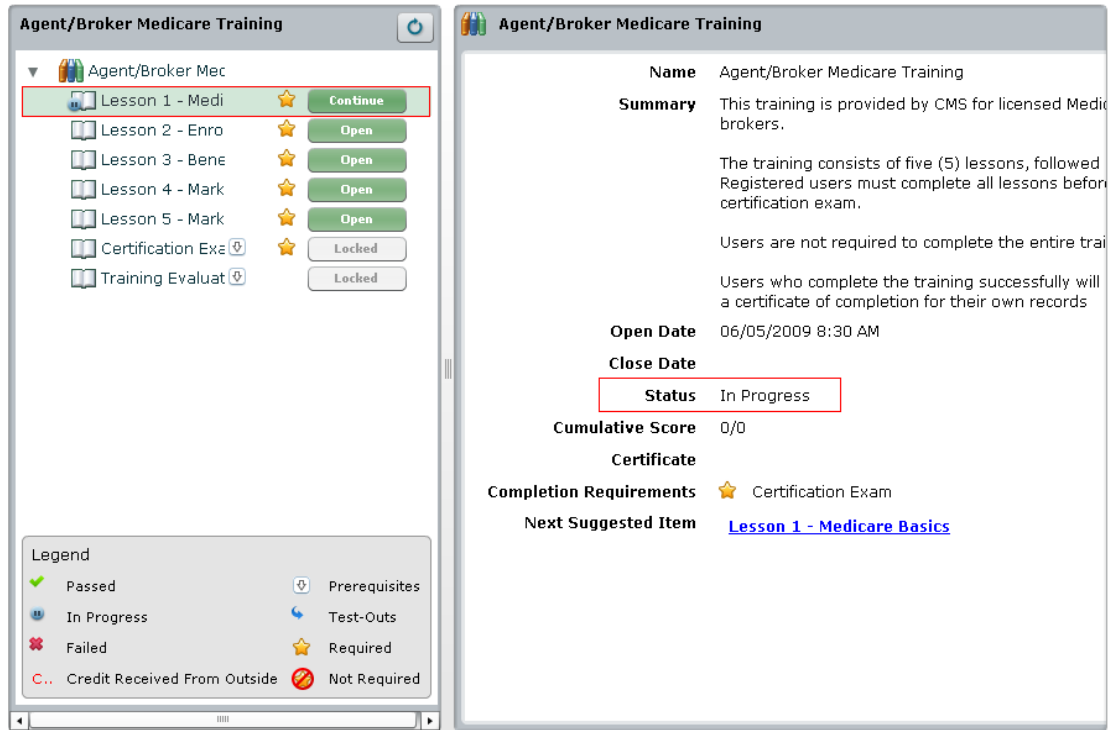 Agent/Broker Medicare Training
Agent/Broker Mec
Lesson 1 - Medi Continue
Lesson 2 - Enro Open
Lesson 3 - Bene Open
Lesson 4 - Mark Open
Lesson 5 - Mark Open
Certification Exa Locked
Training Evaluat Locked
Legend
Passed Prerequisites
In Progress Test-Outs
Failed Required
C.. Credit Received From Outside Not Required
Agent/Broker Medicare Training
Name Agent/Broker Medicare Training
Summary This training is provided by CMS for licensed Medic
brokers.
The training consists of five (5) lessons, followed
Registered users must complete all lessons before
certification exam.
Users are not required to complete the entire trai
Users who complete the training successfully will
a certificate of completion for their own records
Open Date 06/05/2009 8:30 AM
Close Date
Status In Progress
Cumulative Score 0/0
Certificate
Completion Requirements Certification Exam
Next Suggested Item Lesson 1 - Medicare Basics